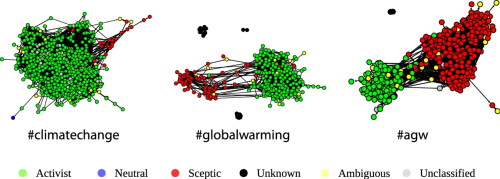 #climatechange #globalwarming #agw
Activist Neutral Sceptic Unknown Ambiguous Unclassified